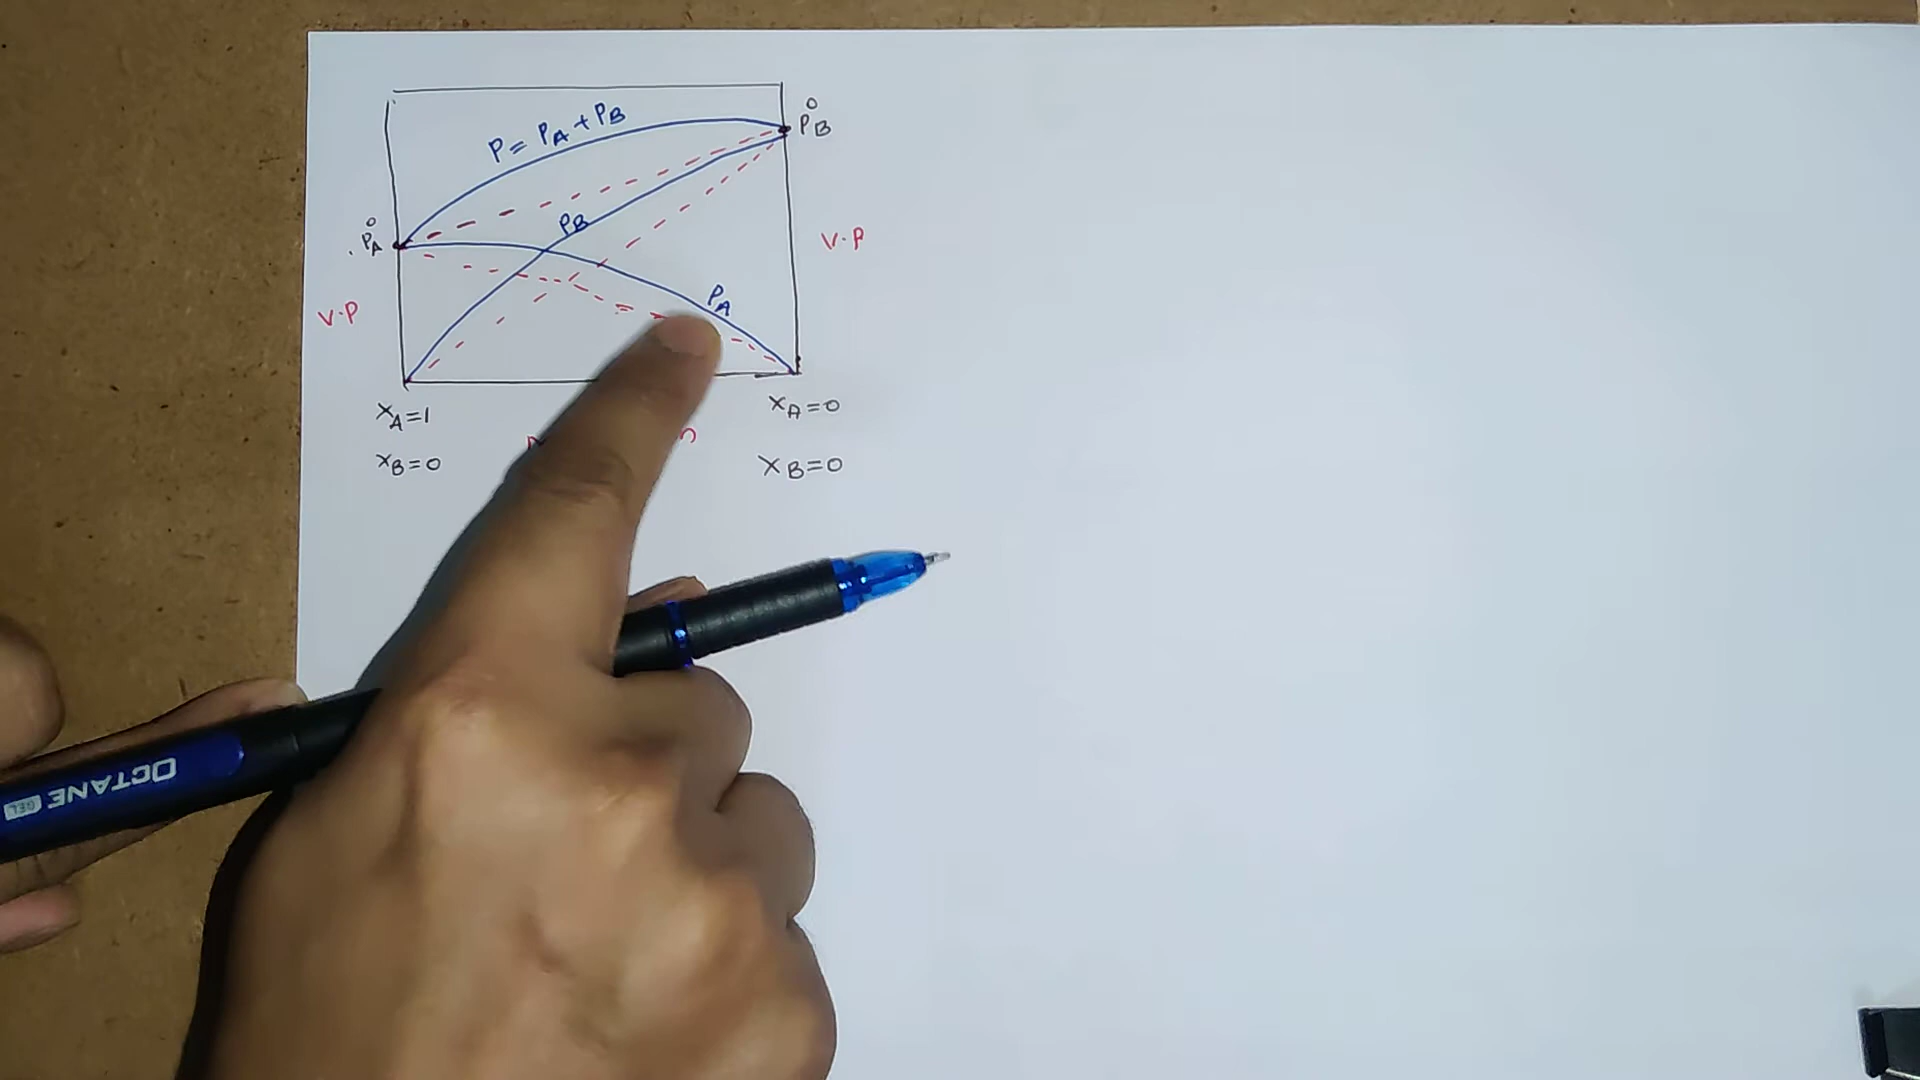 P = PA + PB
P°B
P°A
PB
V.P
PA
V.P
xA=1
xA=0
xB=0
xB=0
OCTANE
GEL